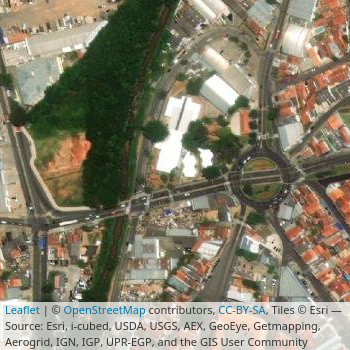 Leaflet | © OpenStreetMap contributors, CC-BY-SA, Tiles © Esri —
Source: Esri, i-cubed, USDA, USGS, AEX, GeoEye, Getmapping,
Aerogrid, IGN, IGP, UPR-EGP, and the GIS User Community